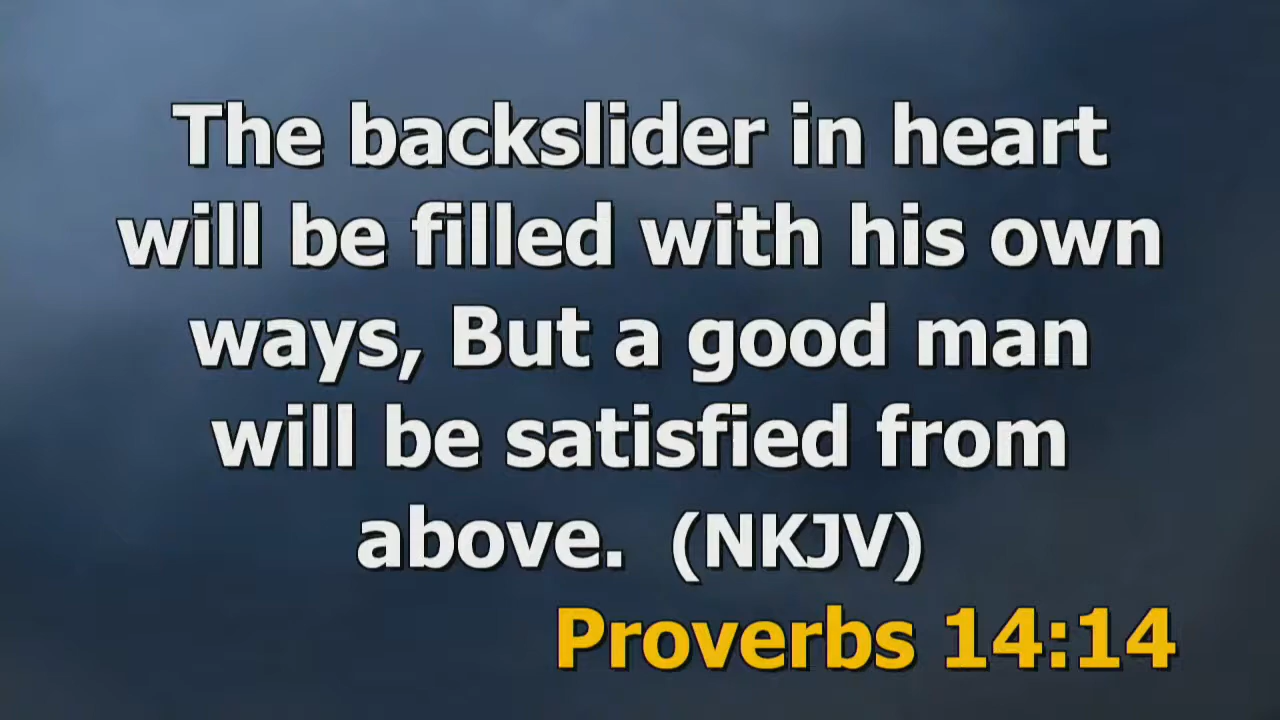 The backslider in heart
will be filled with his own
ways, But a good man
will be satisfied from
above. (NKJV)
Proverbs 14:14